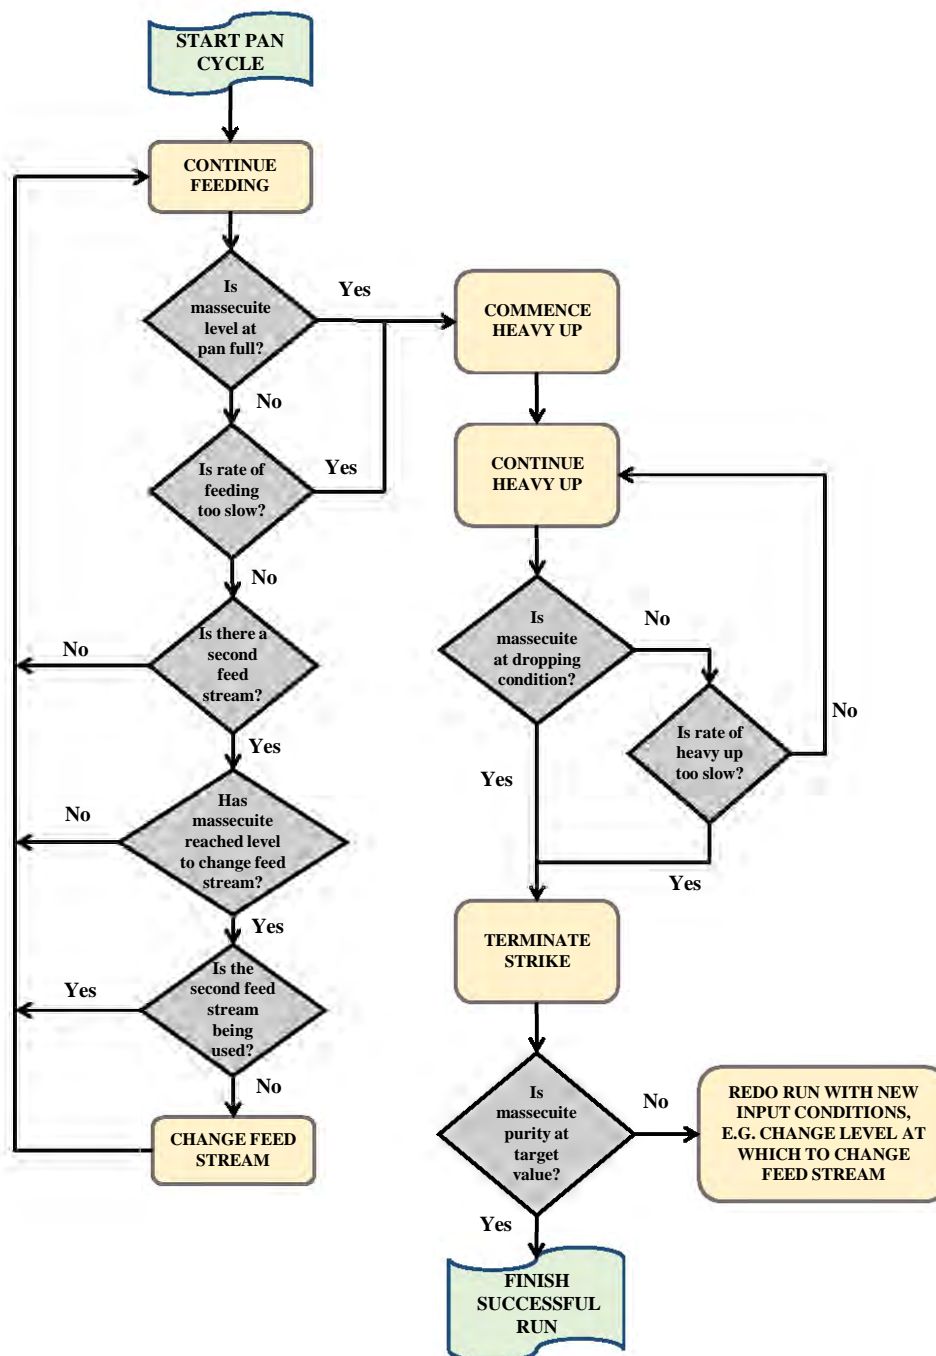 START PAN
CYCLE
CONTINUE
FEEDING
Is
massecuite
level at
pan full?
Yes
No
Is rate of
feeding
too slow?
Yes
No
Is there a
second
feed
stream?
No
Yes
Has
massecuite
reached level
to change feed
stream?
No
Yes
Is the
second feed
stream
being
used?
Yes
No
CHANGE FEED
STREAM
COMMENCE
HEAVY UP
CONTINUE
HEAVY UP
Is
massecuite
at dropping
condition?
No
Yes
Is rate of
heavy up
too slow?
No
Yes
TERMINATE
STRIKE
Is
massecuite
purity at
target
value?
No
Yes
REDO RUN WITH NEW
INPUT CONDITIONS,
E.G. CHANGE LEVEL AT
WHICH TO CHANGE
FEED STREAM
FINISH
SUCCESSFUL
RUN